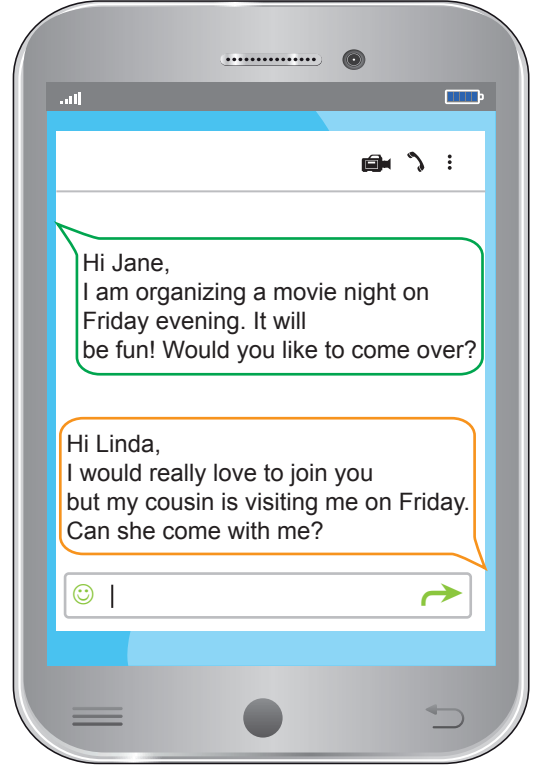 Hi Jane,
I am organizing a movie night on
Friday evening. It will
be fun! Would you like to come over?
Hi Linda,
I would really love to join you
but my cousin is visiting me on Friday.
Can she come with me?